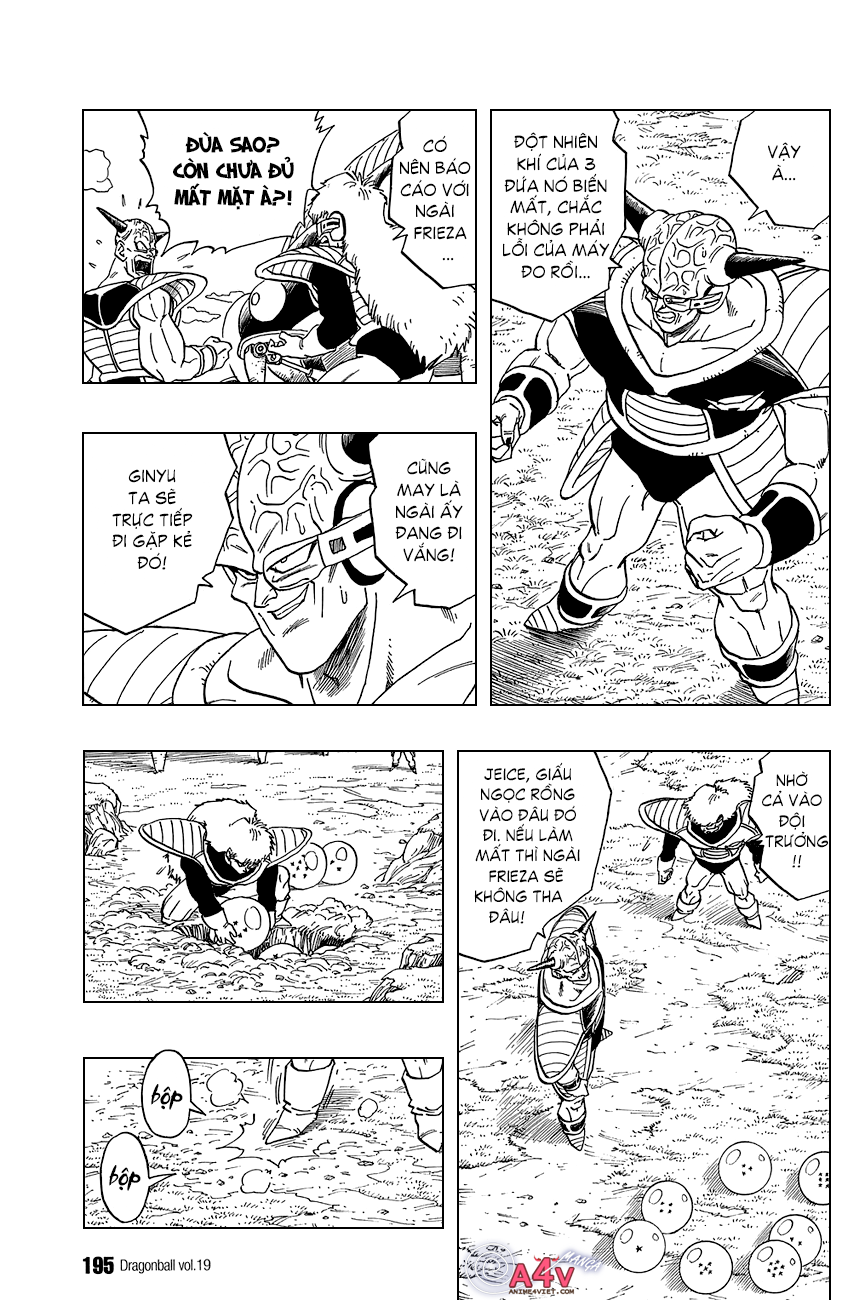 VẬY
À...
ĐỘT NHIÊN
KHÍ CỦA 3
ĐỨA NÓ BIẾN
MẤT, CHẮC
KHÔNG PHẢI
LỖI CỦA MÁY
ĐO RỒI...
CÓ
NÊN BÁO
CÁO VỚI
NGÀI
FRIEZA
...
ĐÙA SAO?
CÒN CHƯA ĐỦ
MẤT MẶT À?!
CŨNG
MAY LÀ
NGÀI ẤY
ĐANG ĐI
VẮNG!
GINYU
TA SẼ
TRỰC TIẾP
ĐI GẶP KẺ
ĐÓ!
NHỜ
CẢ VÀO
ĐỘI
TRƯỞNG
!!
JEICE, GIẤU
NGỌC RỒNG
VÀO ĐÂU ĐÓ
ĐI. NẾU LÀM
MẤT THÌ NGÀI
FRIEZA SẼ
KHÔNG THA
ĐÂU!
bộp
bộp
195 Dragonball vol.19
A4V
MANGA
ANIME4VIET.COM